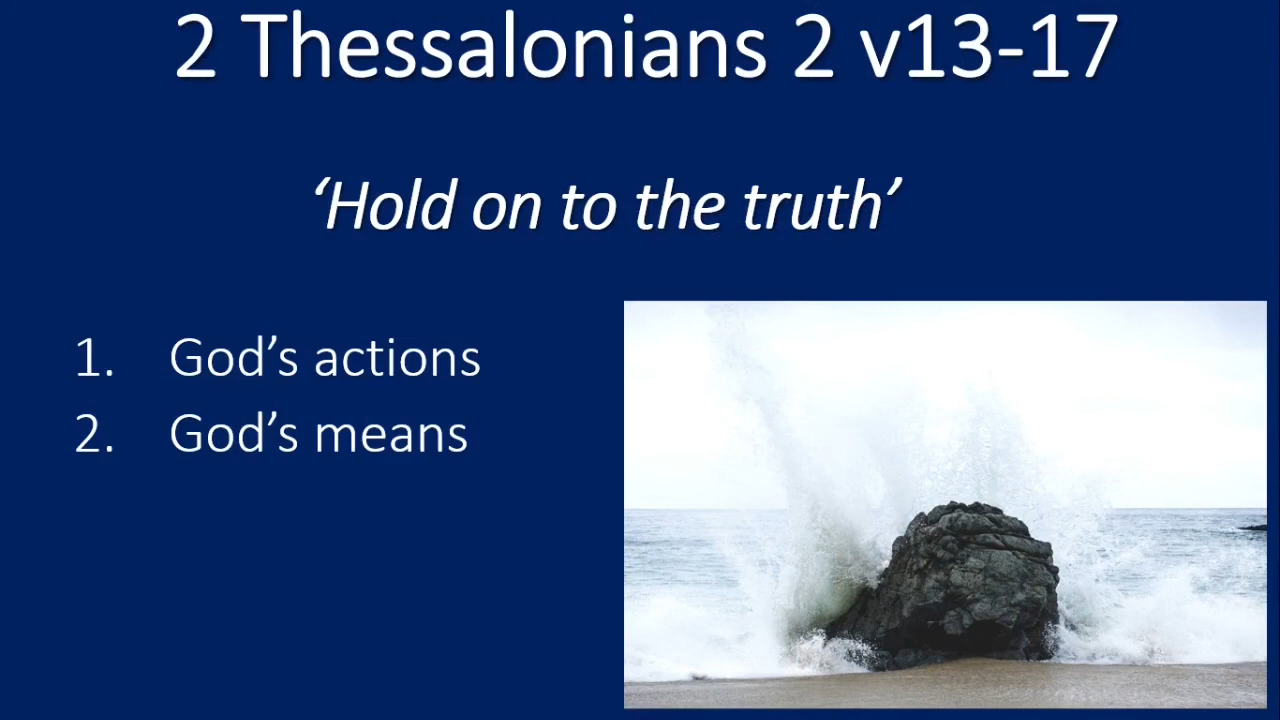 2 Thessalonians 2 v13-17
‘Hold on to the truth’
1. God’s actions
2. God’s means